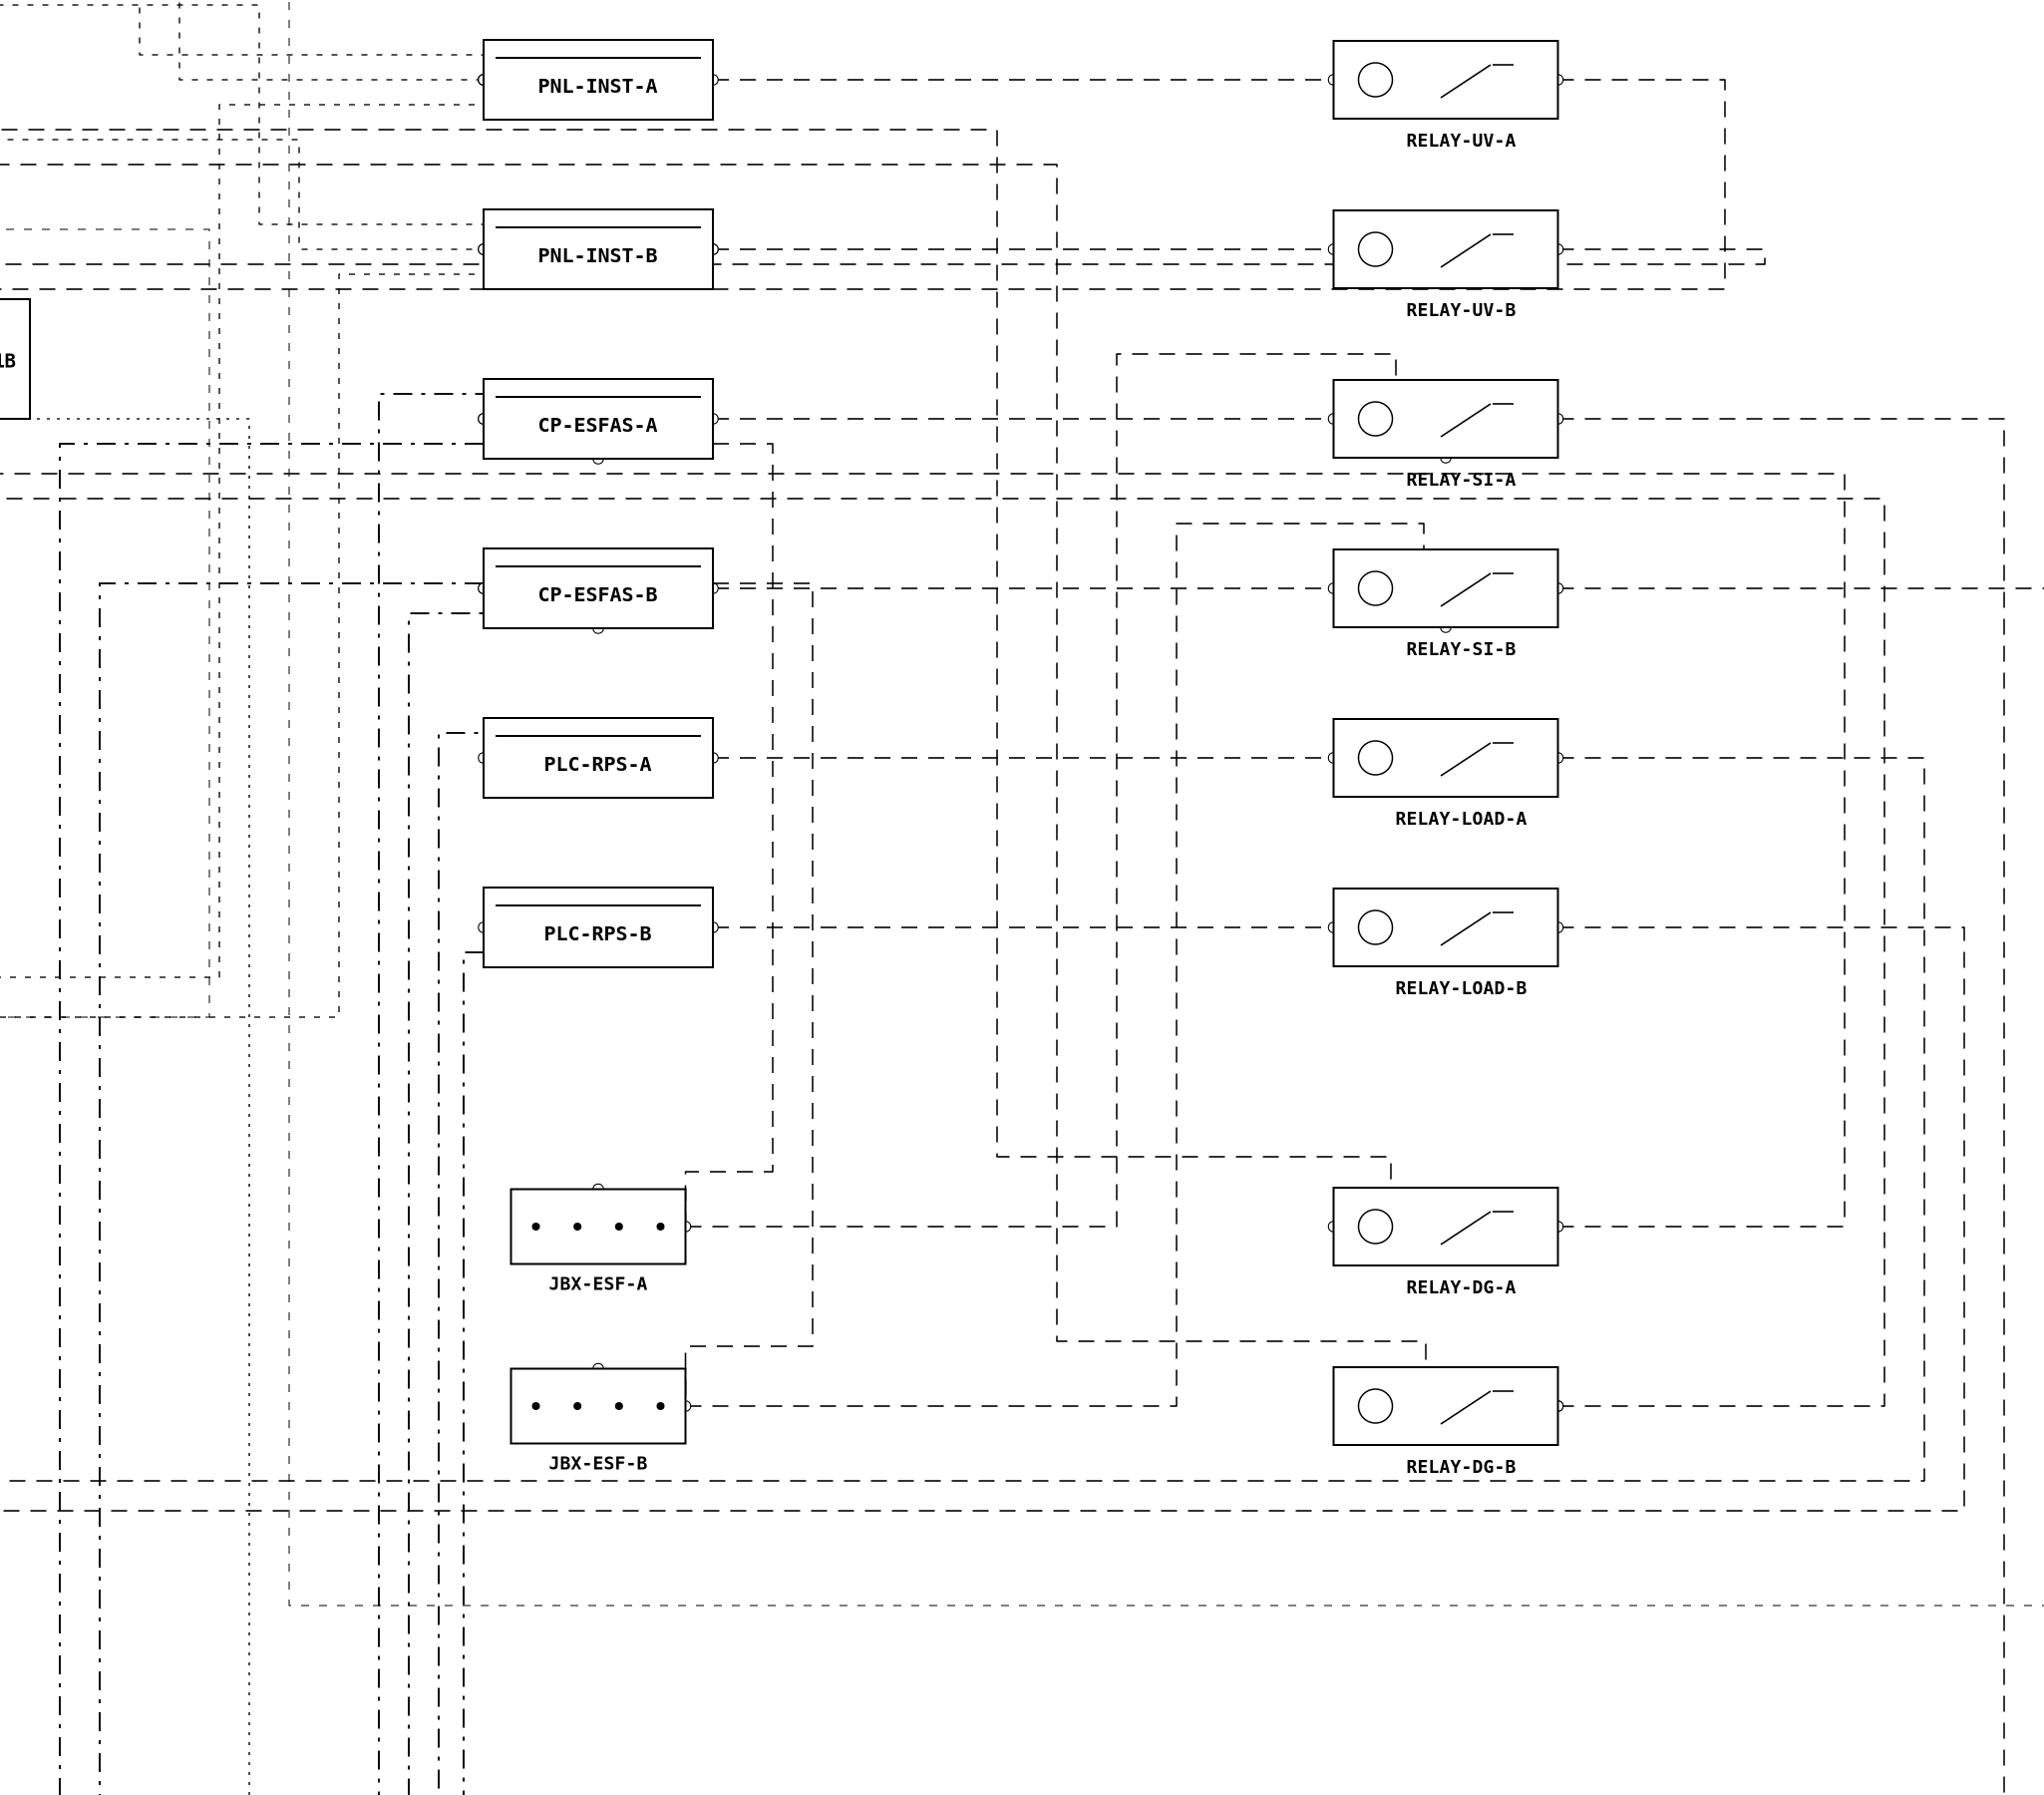 PNL-INST-A
RELAY-UV-A
PNL-INST-B
RELAY-UV-B
1B
CP-ESFAS-A
RELAY-SI-A
CP-ESFAS-B
RELAY-SI-B
PLC-RPS-A
RELAY-LOAD-A
PLC-RPS-B
RELAY-LOAD-B
JBX-ESF-A
RELAY-DG-A
JBX-ESF-B
RELAY-DG-B